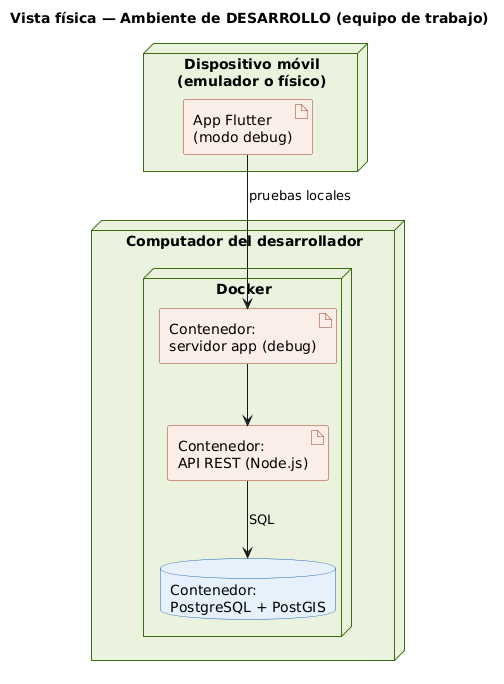 Vista física — Ambiente de DESARROLLO (equipo de trabajo)
Dispositivo móvil
(emulador o físico)
App Flutter
(modo debug)
pruebas locales
Computador del desarrollador
Docker
Contenedor:
servidor app (debug)
Contenedor:
API REST (Node.js)
SQL
Contenedor:
PostgreSQL + PostGIS